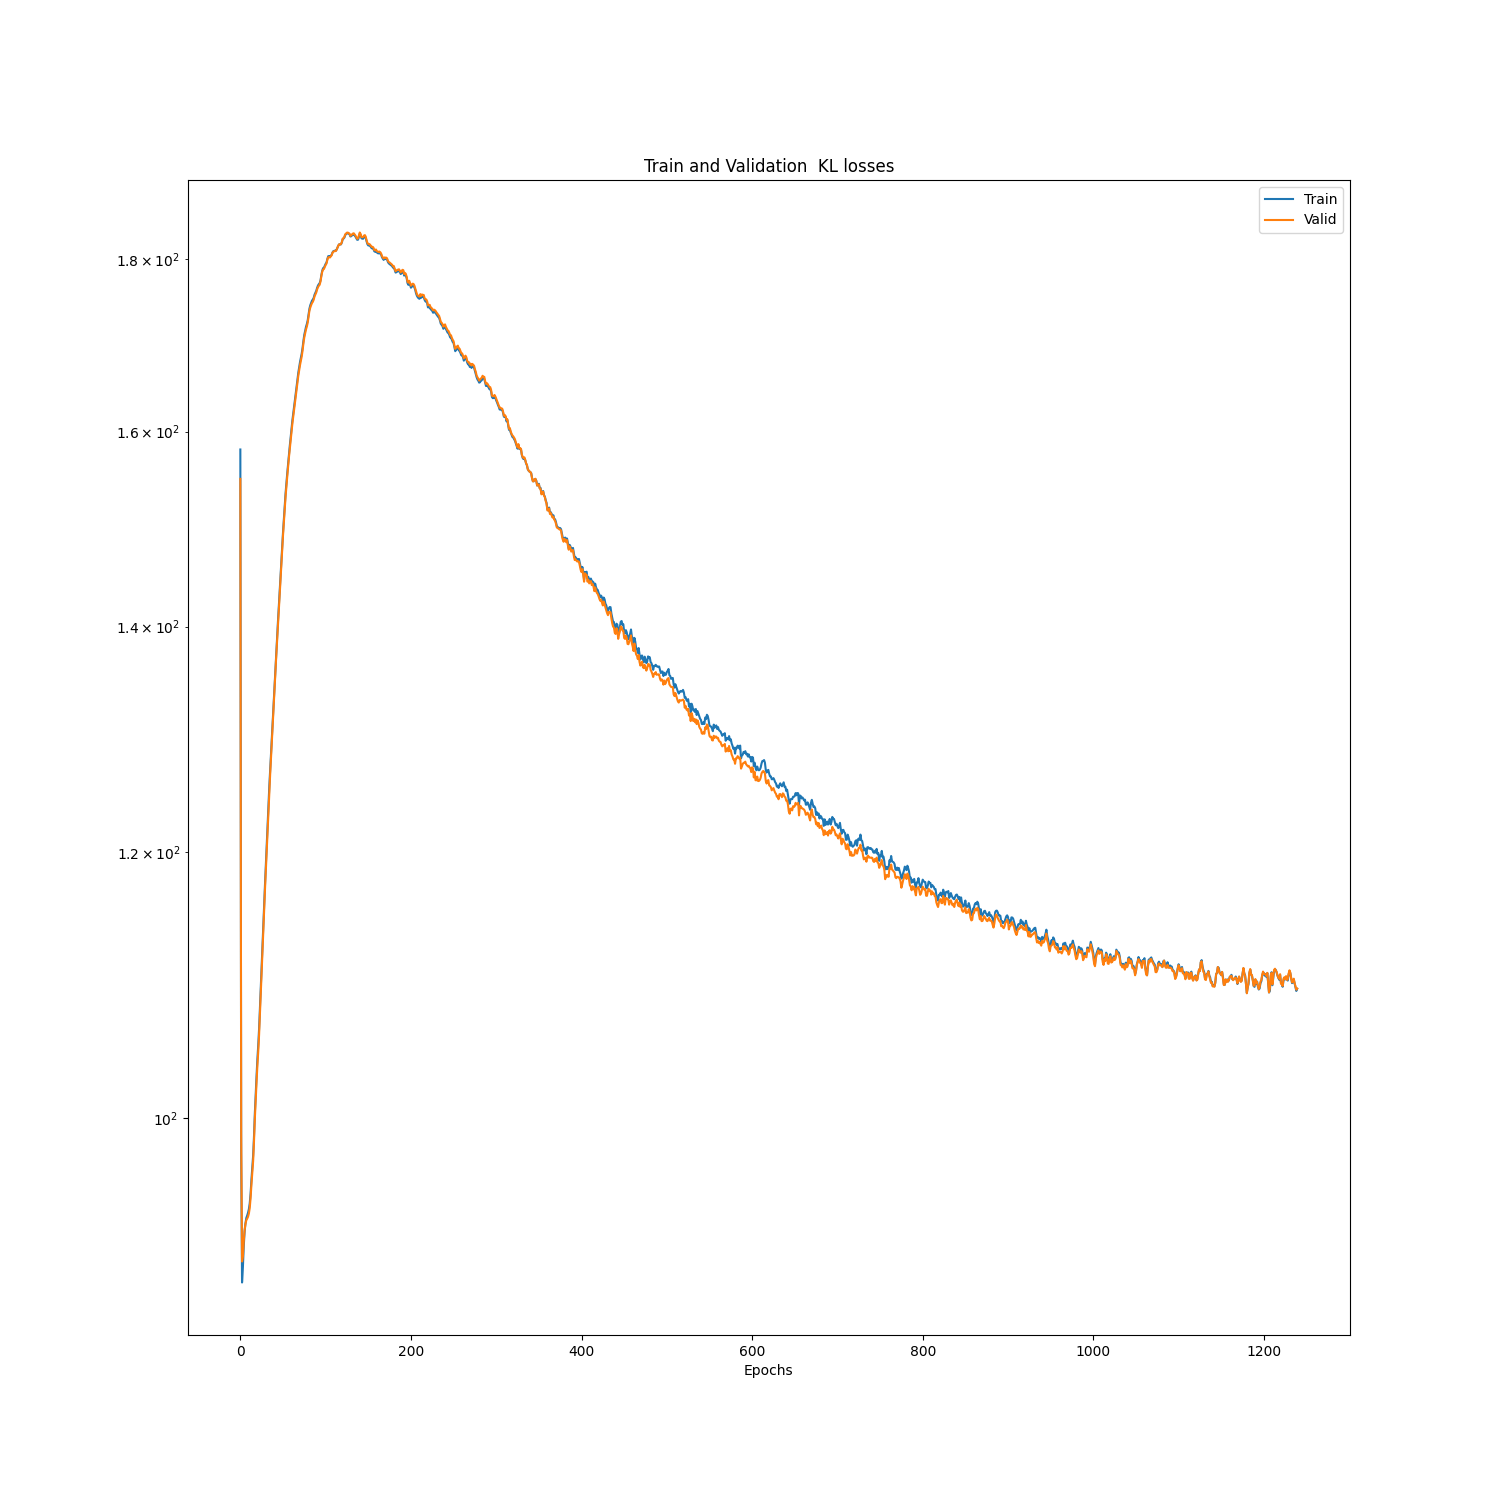 Train and Validation  KL losses
Train
Valid
1.8 × 10²
1.6 × 10²
1.4 × 10²
1.2 × 10²
10²
0 200 400 600 800 1000 1200
Epochs